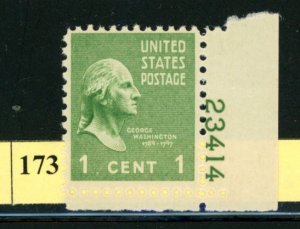 UNITED
STATES
POSTAGE
GEORGE
WASHINGTON
1789-1797
1 CENT 1
23414
173